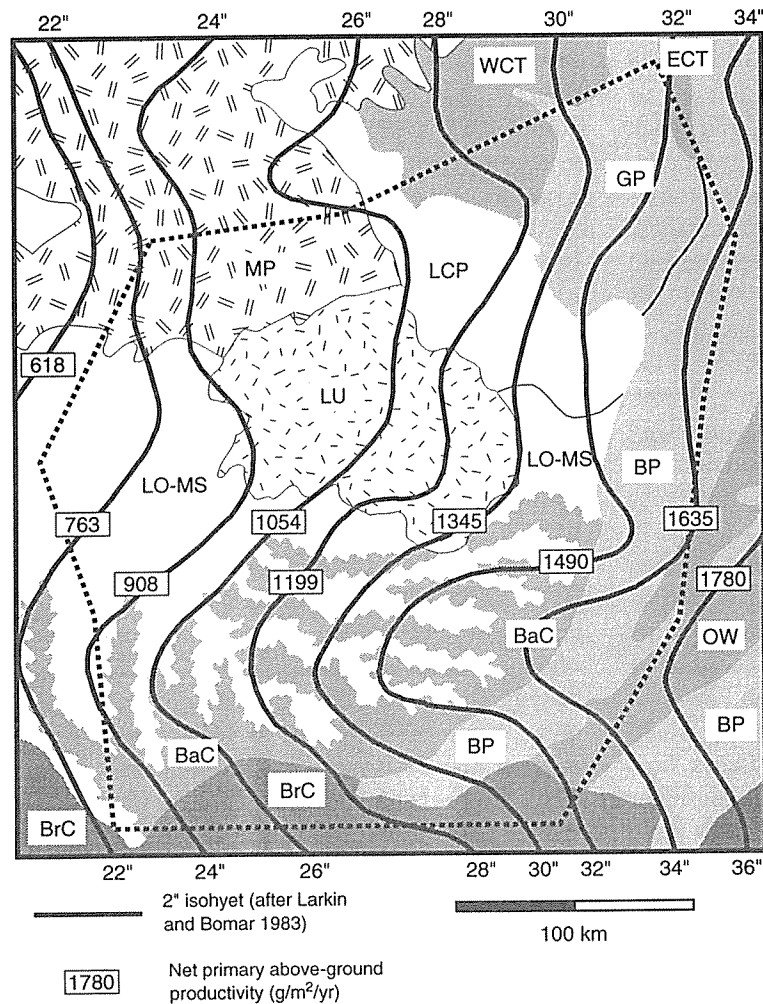 22" 24" 26" 28" 30" 32" 34"
WCT ECT
GP
MP LCP
618
LU
LO-MS LO-MS BP
763 1054 1345 1635
908 1199 1490 1780
BaC OW
BaC BP BP
BrC
BrC
22" 24" 26" 28" 30" 32" 34" 36"
2" isohyet (after Larkin
and Bomar 1983)
100 km
1780 Net primary above-ground
productivity (g/m²/yr)